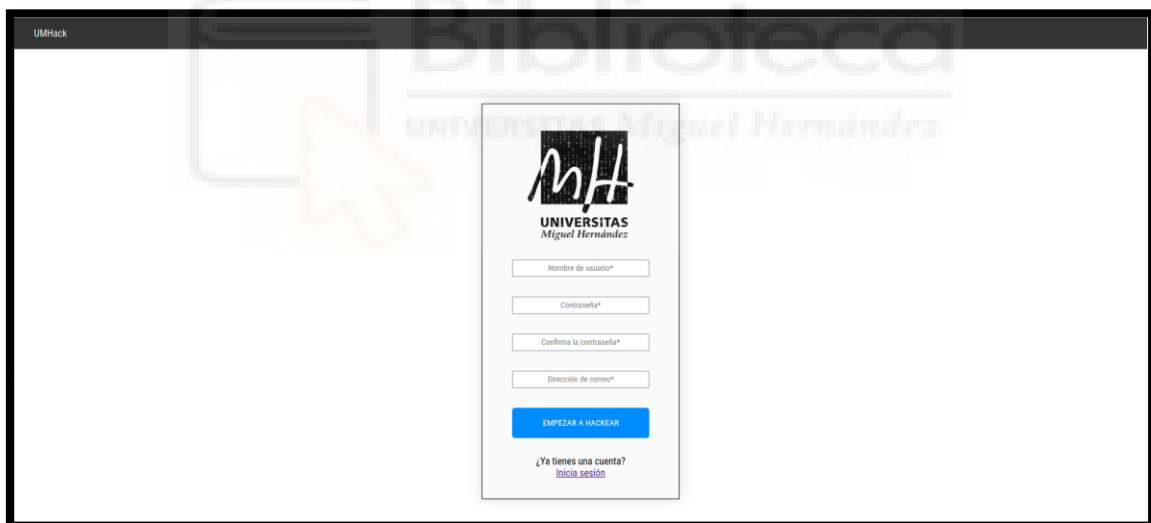 UMHack
Biblioteca
UNIVERSITAS Miguel Hernández
MH
UNIVERSITAS
Miguel Hernández
Nombre de usuario*
Contraseña*
Confirma la contraseña*
Dirección de correo*
EMPEZAR A HACKEAR
¿Ya tienes una cuenta?
Inicia sesión